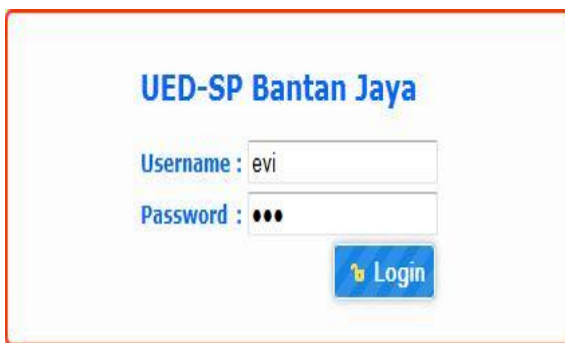 UED-SP Bantan Jaya
Username : evi
Password : •••
Login